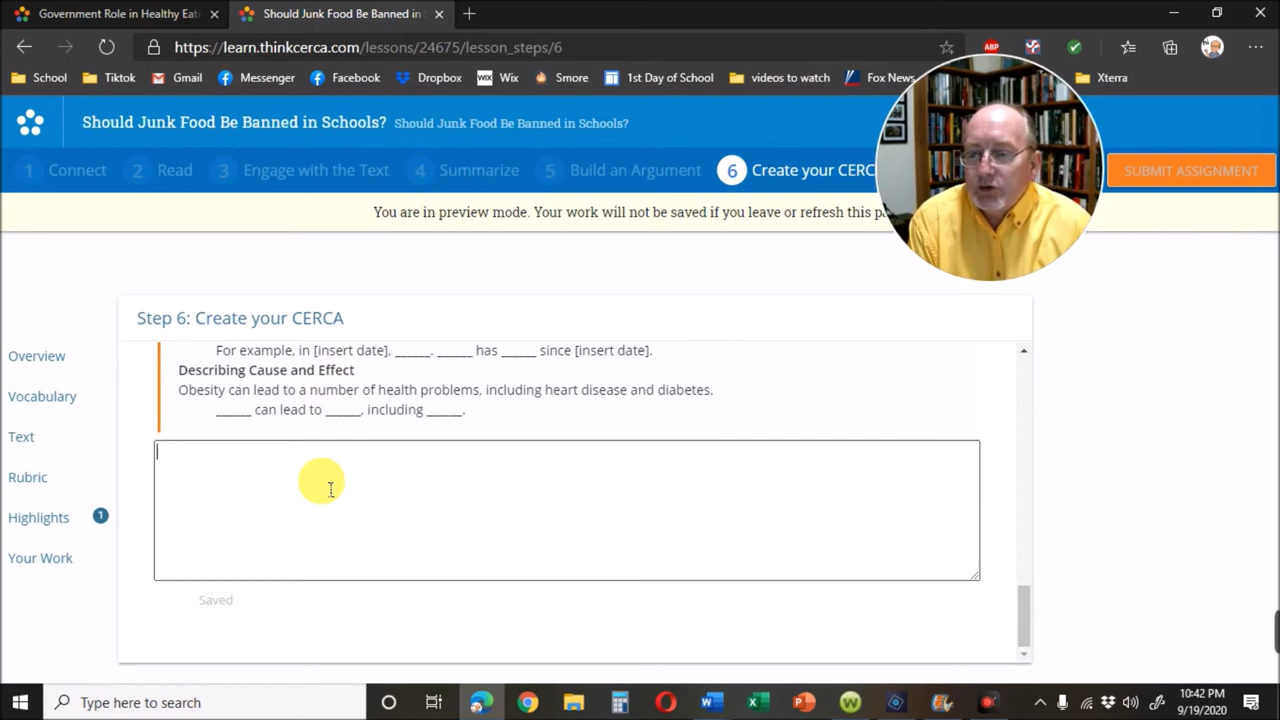 Government Role in Healthy Eati
Should Junk Food Be Banned in S
https://learn.thinkcerca.com/lessons/24675/lesson_steps/6
ABP
School
Tiktok
Gmail
Messenger
Facebook
Dropbox
WIX Wix
Smore
1st Day of School
videos to watch
Fox News
Xterra
Should Junk Food Be Banned in Schools? Should Junk Food Be Banned in Schools?
1 Connect
2 Read
3 Engage with the Text
4 Summarize
5 Build an Argument
6 Create your CERC
SUBMIT ASSIGNMENT
You are in preview mode. Your work will not be saved if you leave or refresh this p
Step 6: Create your CERCA
For example, in [insert date], ______. ______ has ______ since [insert date].
Describing Cause and Effect
Obesity can lead to a number of health problems, including heart disease and diabetes.
______ can lead to ______, including ______.
Overview
Vocabulary
Text
Rubric
Highlights 1
Your Work
Saved
Type here to search
10:42 PM
9/19/2020